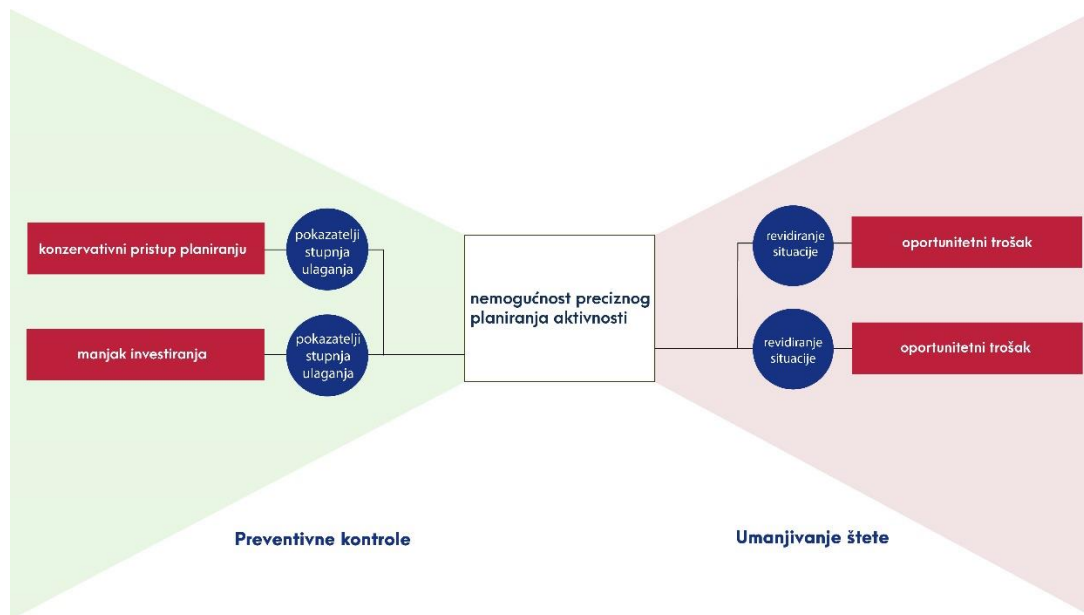 konzervativni pristup planiranju
pokazatelji
stupnja
ulaganja
manjak investiranja
pokazatelji
stupnja
ulaganja
nemogućnost preciznog
planiranja aktivnosti
revidiranje
situacije
oportunitetni trošak
revidiranje
situacije
oportunitetni trošak
Preventivne kontrole
Umanjivanje štete